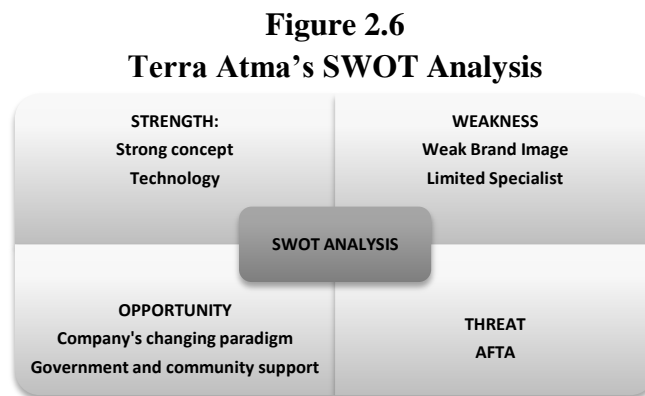 Figure 2.6
Terra Atma’s SWOT Analysis
STRENGTH:
Strong concept
Technology
WEAKNESS
Weak Brand Image
Limited Specialist
SWOT ANALYSIS
OPPORTUNITY
Company's changing paradigm
Government and community support
THREAT
AFTA